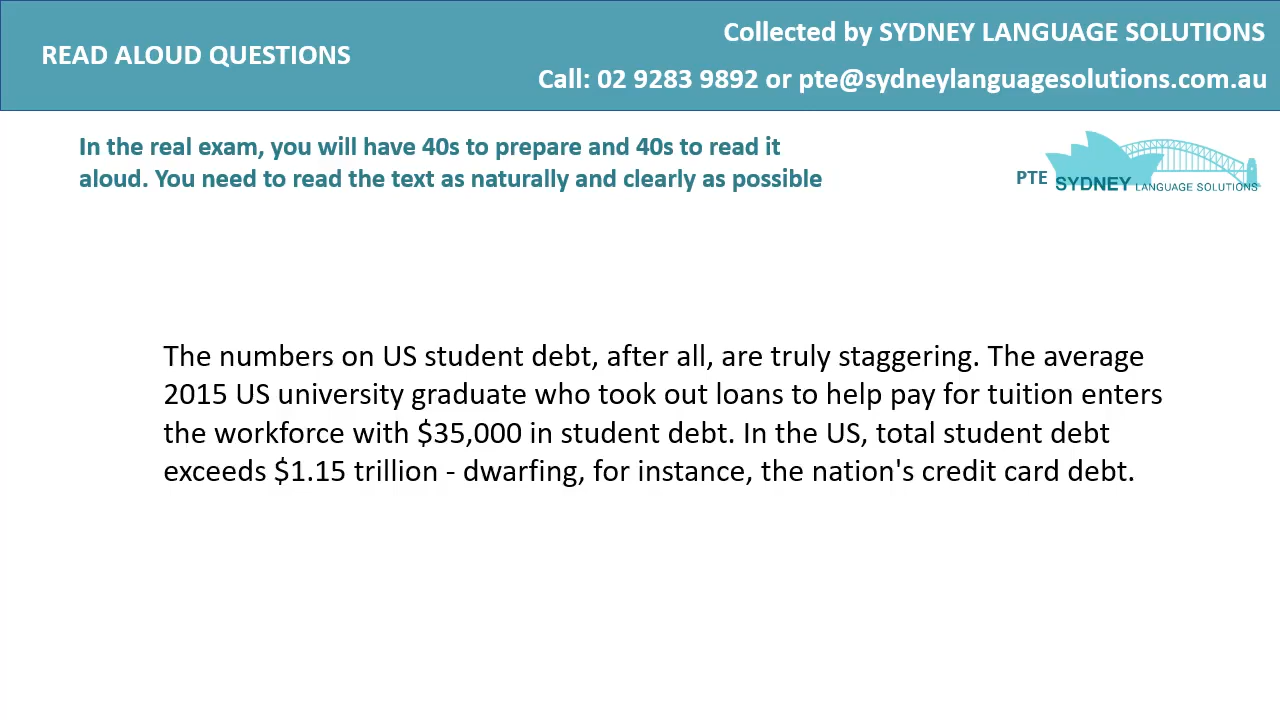 READ ALOUD QUESTIONS
Collected by SYDNEY LANGUAGE SOLUTIONS
Call: 02 9283 9892 or pte@sydneylanguagesolutions.com.au
In the real exam, you will have 40s to prepare and 40s to read it
aloud. You need to read the text as naturally and clearly as possible
PTE SYDNEY LANGUAGE SOLUTIONS
The numbers on US student debt, after all, are truly staggering. The average
2015 US university graduate who took out loans to help pay for tuition enters
the workforce with $35,000 in student debt. In the US, total student debt
exceeds $1.15 trillion - dwarfing, for instance, the nation's credit card debt.